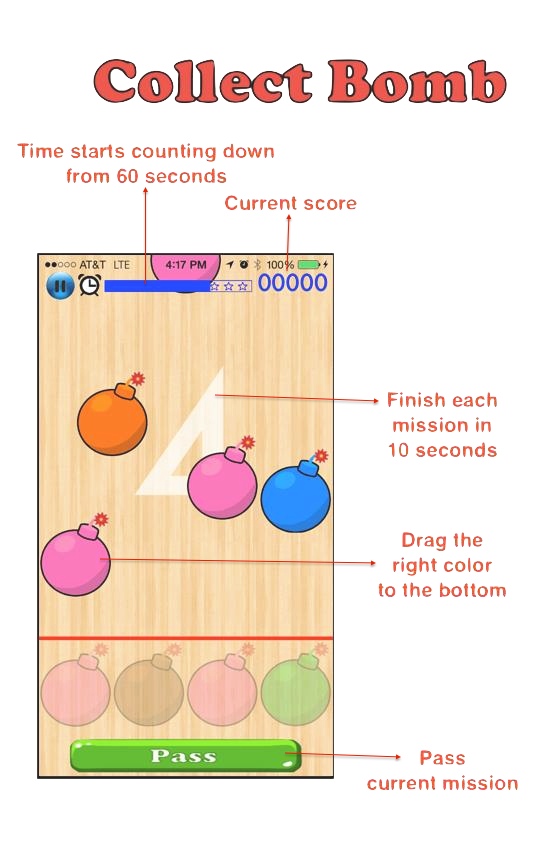 Collect Bomb
Time starts counting down
from 60 seconds
Current score
AT&T LTE 4:17 PM 100%
00000
4
Finish each
mission in
10 seconds
Drag the
right color
to the bottom
Pass
Pass
current mission